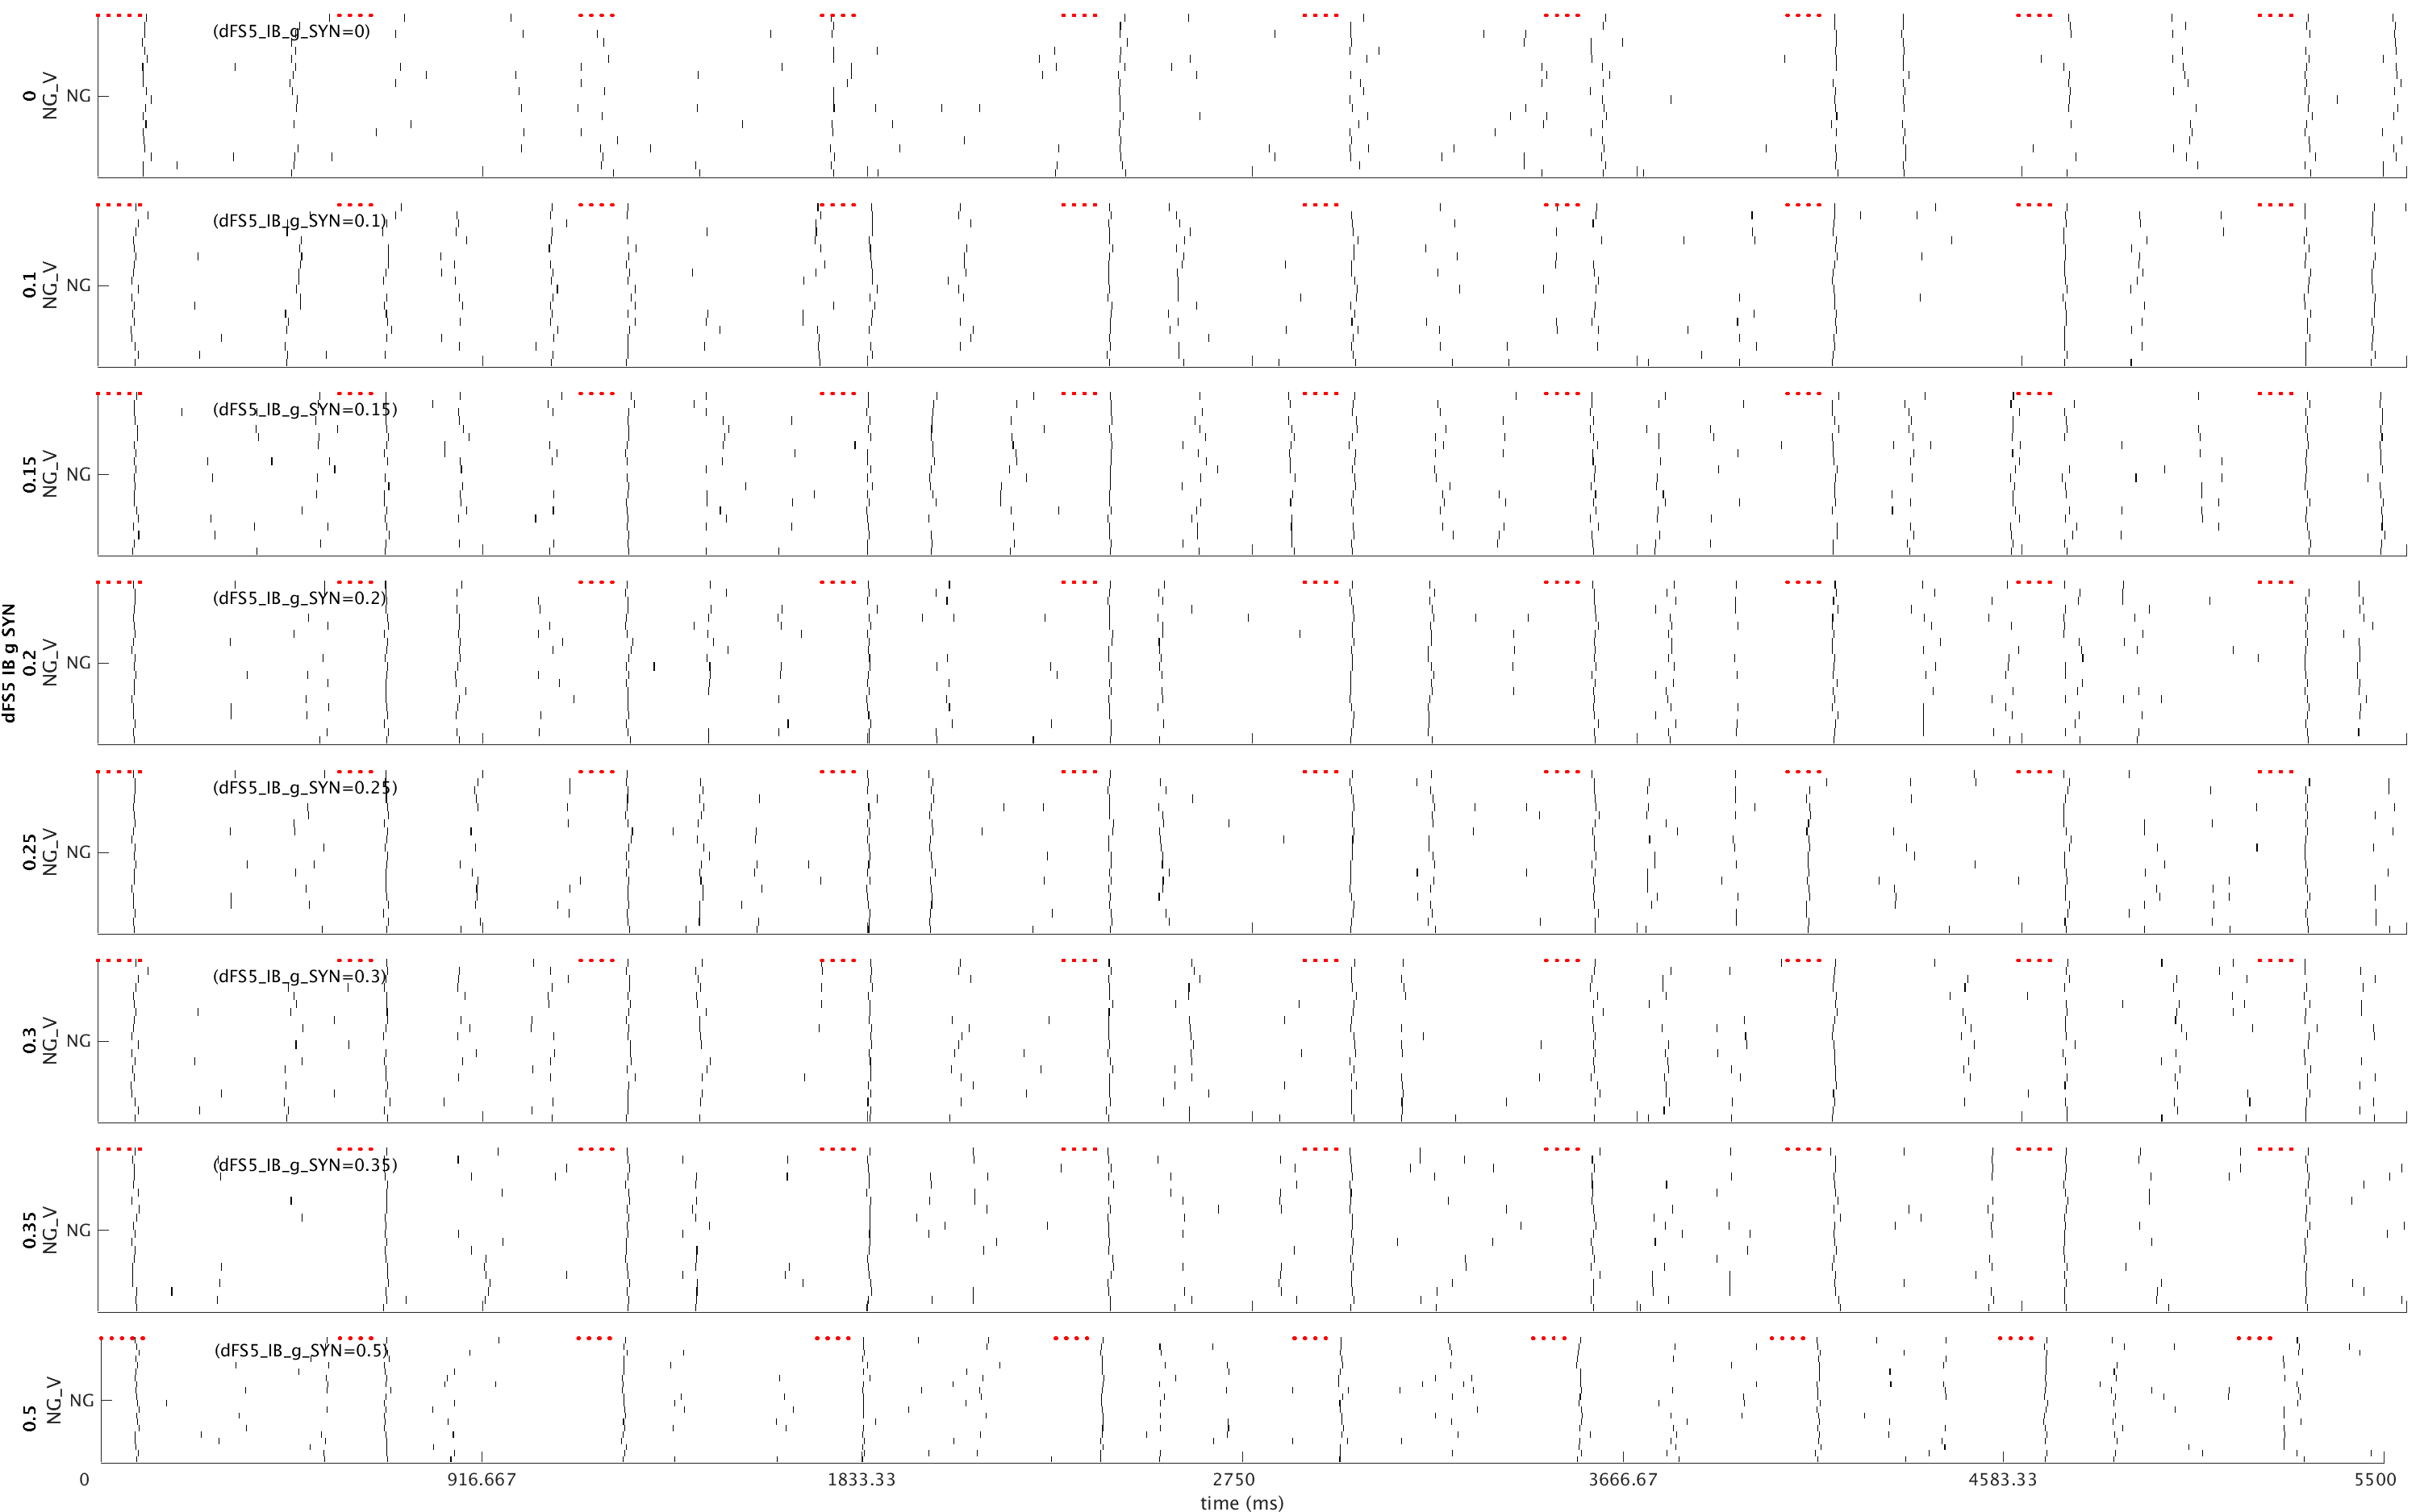 dFS5 IB g SYN
0
NG_V
NG
(dFS5_IB_g_SYN=0)
0.1
NG_V
NG
(dFS5_IB_g_SYN=0.1)
0.15
NG_V
NG
(dFS5_IB_g_SYN=0.15)
0.2
NG_V
NG
(dFS5_IB_g_SYN=0.2)
0.25
NG_V
NG
(dFS5_IB_g_SYN=0.25)
0.3
NG_V
NG
(dFS5_IB_g_SYN=0.3)
0.35
NG_V
NG
(dFS5_IB_g_SYN=0.35)
0.5
NG_V
NG
(dFS5_IB_g_SYN=0.5)
0 916.667 1833.33 2750 3666.67 4583.33 5500
time (ms)